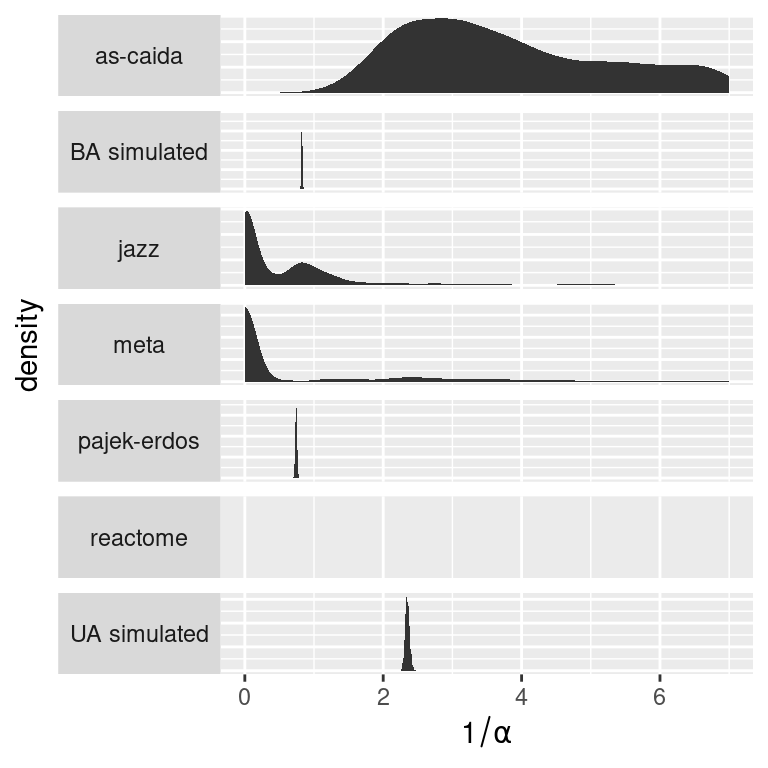 as-caida
BA simulated
jazz
meta
pajek-erdos
reactome
UA simulated
density
0 2 4 6
1/α